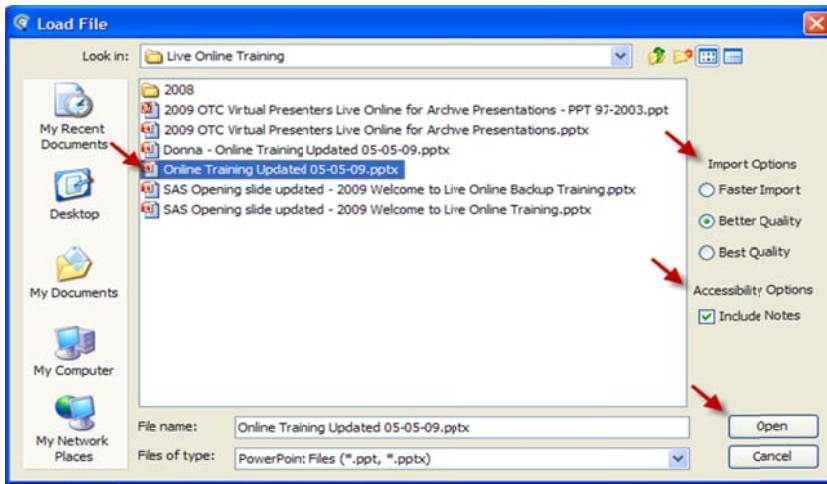 Load File
Look in: Live Online Training
2008
2009 OTC Virtual Presenters Live Online for Archve Presentations - PPT 97-2003.ppt
2009 OTC Virtual Presenters Live Online for Archve Presentations.pptx
Donna - Online Training Updated 05-05-09.pptx
Online Training Updated 05-05-09.pptx
SAS Opening slide updated - 2009 Welcome to Live Online Backup Training.pptx
SAS Opening slide updated - 2009 Welcome to Live Online Training.pptx
My Recent
Documents
Desktop
My Documents
My Computer
My Network
Places
Import Options
Faster Import
Better Quality
Best Quality
Accessibility Options
Include Notes
File name: Online Training Updated 05-05-09.pptx
Open
Files of type: PowerPoint Files (*.ppt, *.pptx)
Cancel